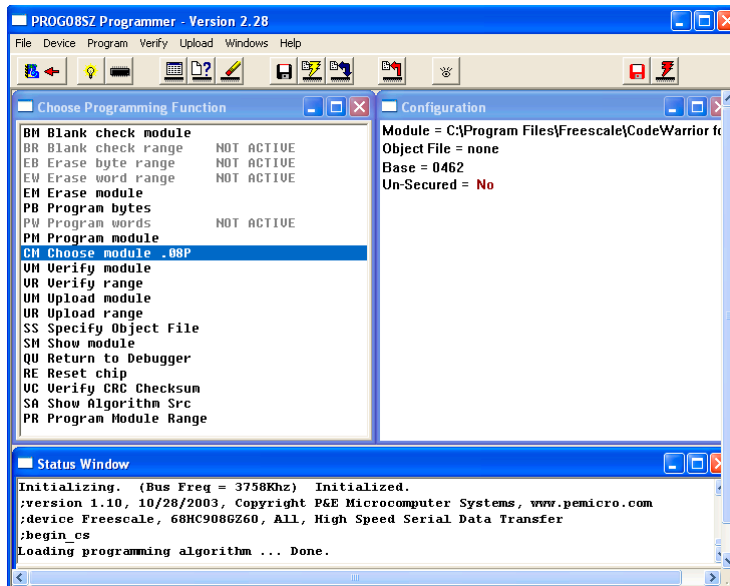 PROG08SZ Programmer - Version 2.28
File Device Program Verify Upload Windows Help
Choose Programming Function
BM Blank check module
BR Blank check range NOT ACTIVE
EB Erase byte range NOT ACTIVE
EW Erase word range NOT ACTIVE
EM Erase module
PB Program bytes
PW Program words NOT ACTIVE
PM Program module
CM Choose module .08P
VM Verify module
VR Verify range
UM Upload module
UR Upload range
SS Specify Object File
SM Show module
QU Return to Debugger
RE Reset chip
VC Verify CRC Checksum
SA Show Algorithm Src
PR Program Module Range
Configuration
Module = C:\Program Files\Freescale\CodeWarrior fo
Object File = none
Base = 0462
Un-Secured = No
Status Window
Initializing. (Bus Freq = 3758Khz) Initialized.
;version 1.10, 10/28/2003, Copyright P&E Microcomputer Systems, www.pemicro.com
;device Freescale, 68HC908GZ60, All, High Speed Serial Data Transfer
;begin_cs
Loading programming algorithm ... Done.